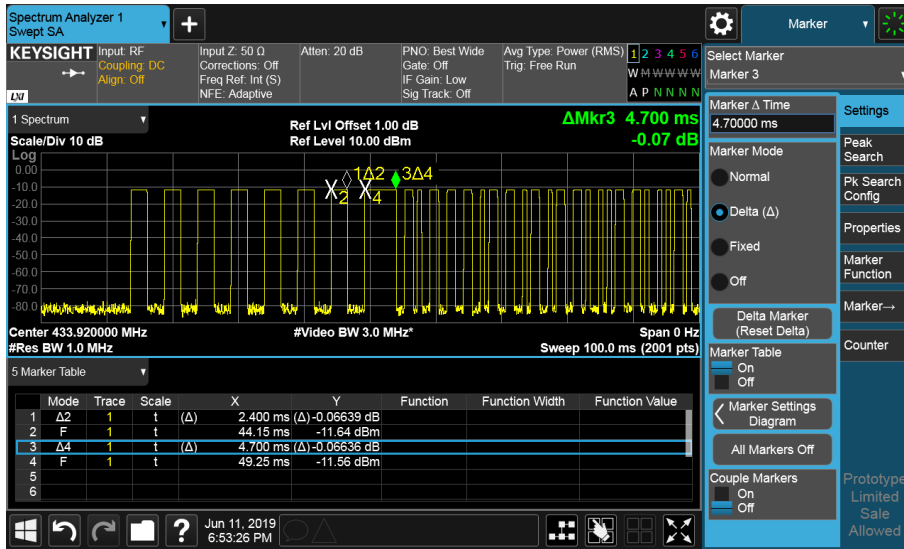 Spectrum Analyzer 1
Swept SA
+
Marker
KEYSIGHT
Input: RF
Coupling: DC
Align: Off
Input Z: 50 Ω
Corrections: Off
Freq Ref: Int (S)
NFE: Adaptive
Atten: 20 dB
PNO: Best Wide
Gate: Off
IF Gain: Low
Sig Track: Off
Avg Type: Power (RMS)
Trig: Free Run
1 2 3 4 5 6
W M W W W W
A P N N N N
LXI
Select Marker
Marker 3
1 Spectrum
Scale/Div 10 dB
Ref Lvl Offset 1.00 dB
Ref Level 10.00 dBm
ΔMkr3 4.700 ms
-0.07 dB
Log
0.00
-10.0
-20.0
-30.0
-40.0
-50.0
-60.0
-70.0
-80.0
2
1Δ2
4
3Δ4
Center 433.920000 MHz
#Video BW 3.0 MHz*
Span 0 Hz
#Res BW 1.0 MHz
Sweep 100.0 ms (2001 pts)
5 Marker Table
Mode Trace Scale X Y Function Function Width Function Value
1 Δ2 1 t (Δ) 2.400 ms (Δ) -0.06639 dB
2 F 1 t 44.15 ms -11.64 dBm
3 Δ4 1 t (Δ) 4.700 ms (Δ) -0.06636 dB
4 F 1 t 49.25 ms -11.56 dBm
5
6
Marker Δ Time
4.70000 ms
Marker Mode
Normal
Delta (Δ)
Fixed
Off
Delta Marker
(Reset Delta)
Marker Table
On
Off
Marker Settings
Diagram
All Markers Off
Couple Markers
On
Off
Settings
Peak
Search
Pk Search
Config
Properties
Marker
Function
Marker→
Counter
Prototype
Limited
Sale
Allowed
?
Jun 11, 2019
6:53:26 PM